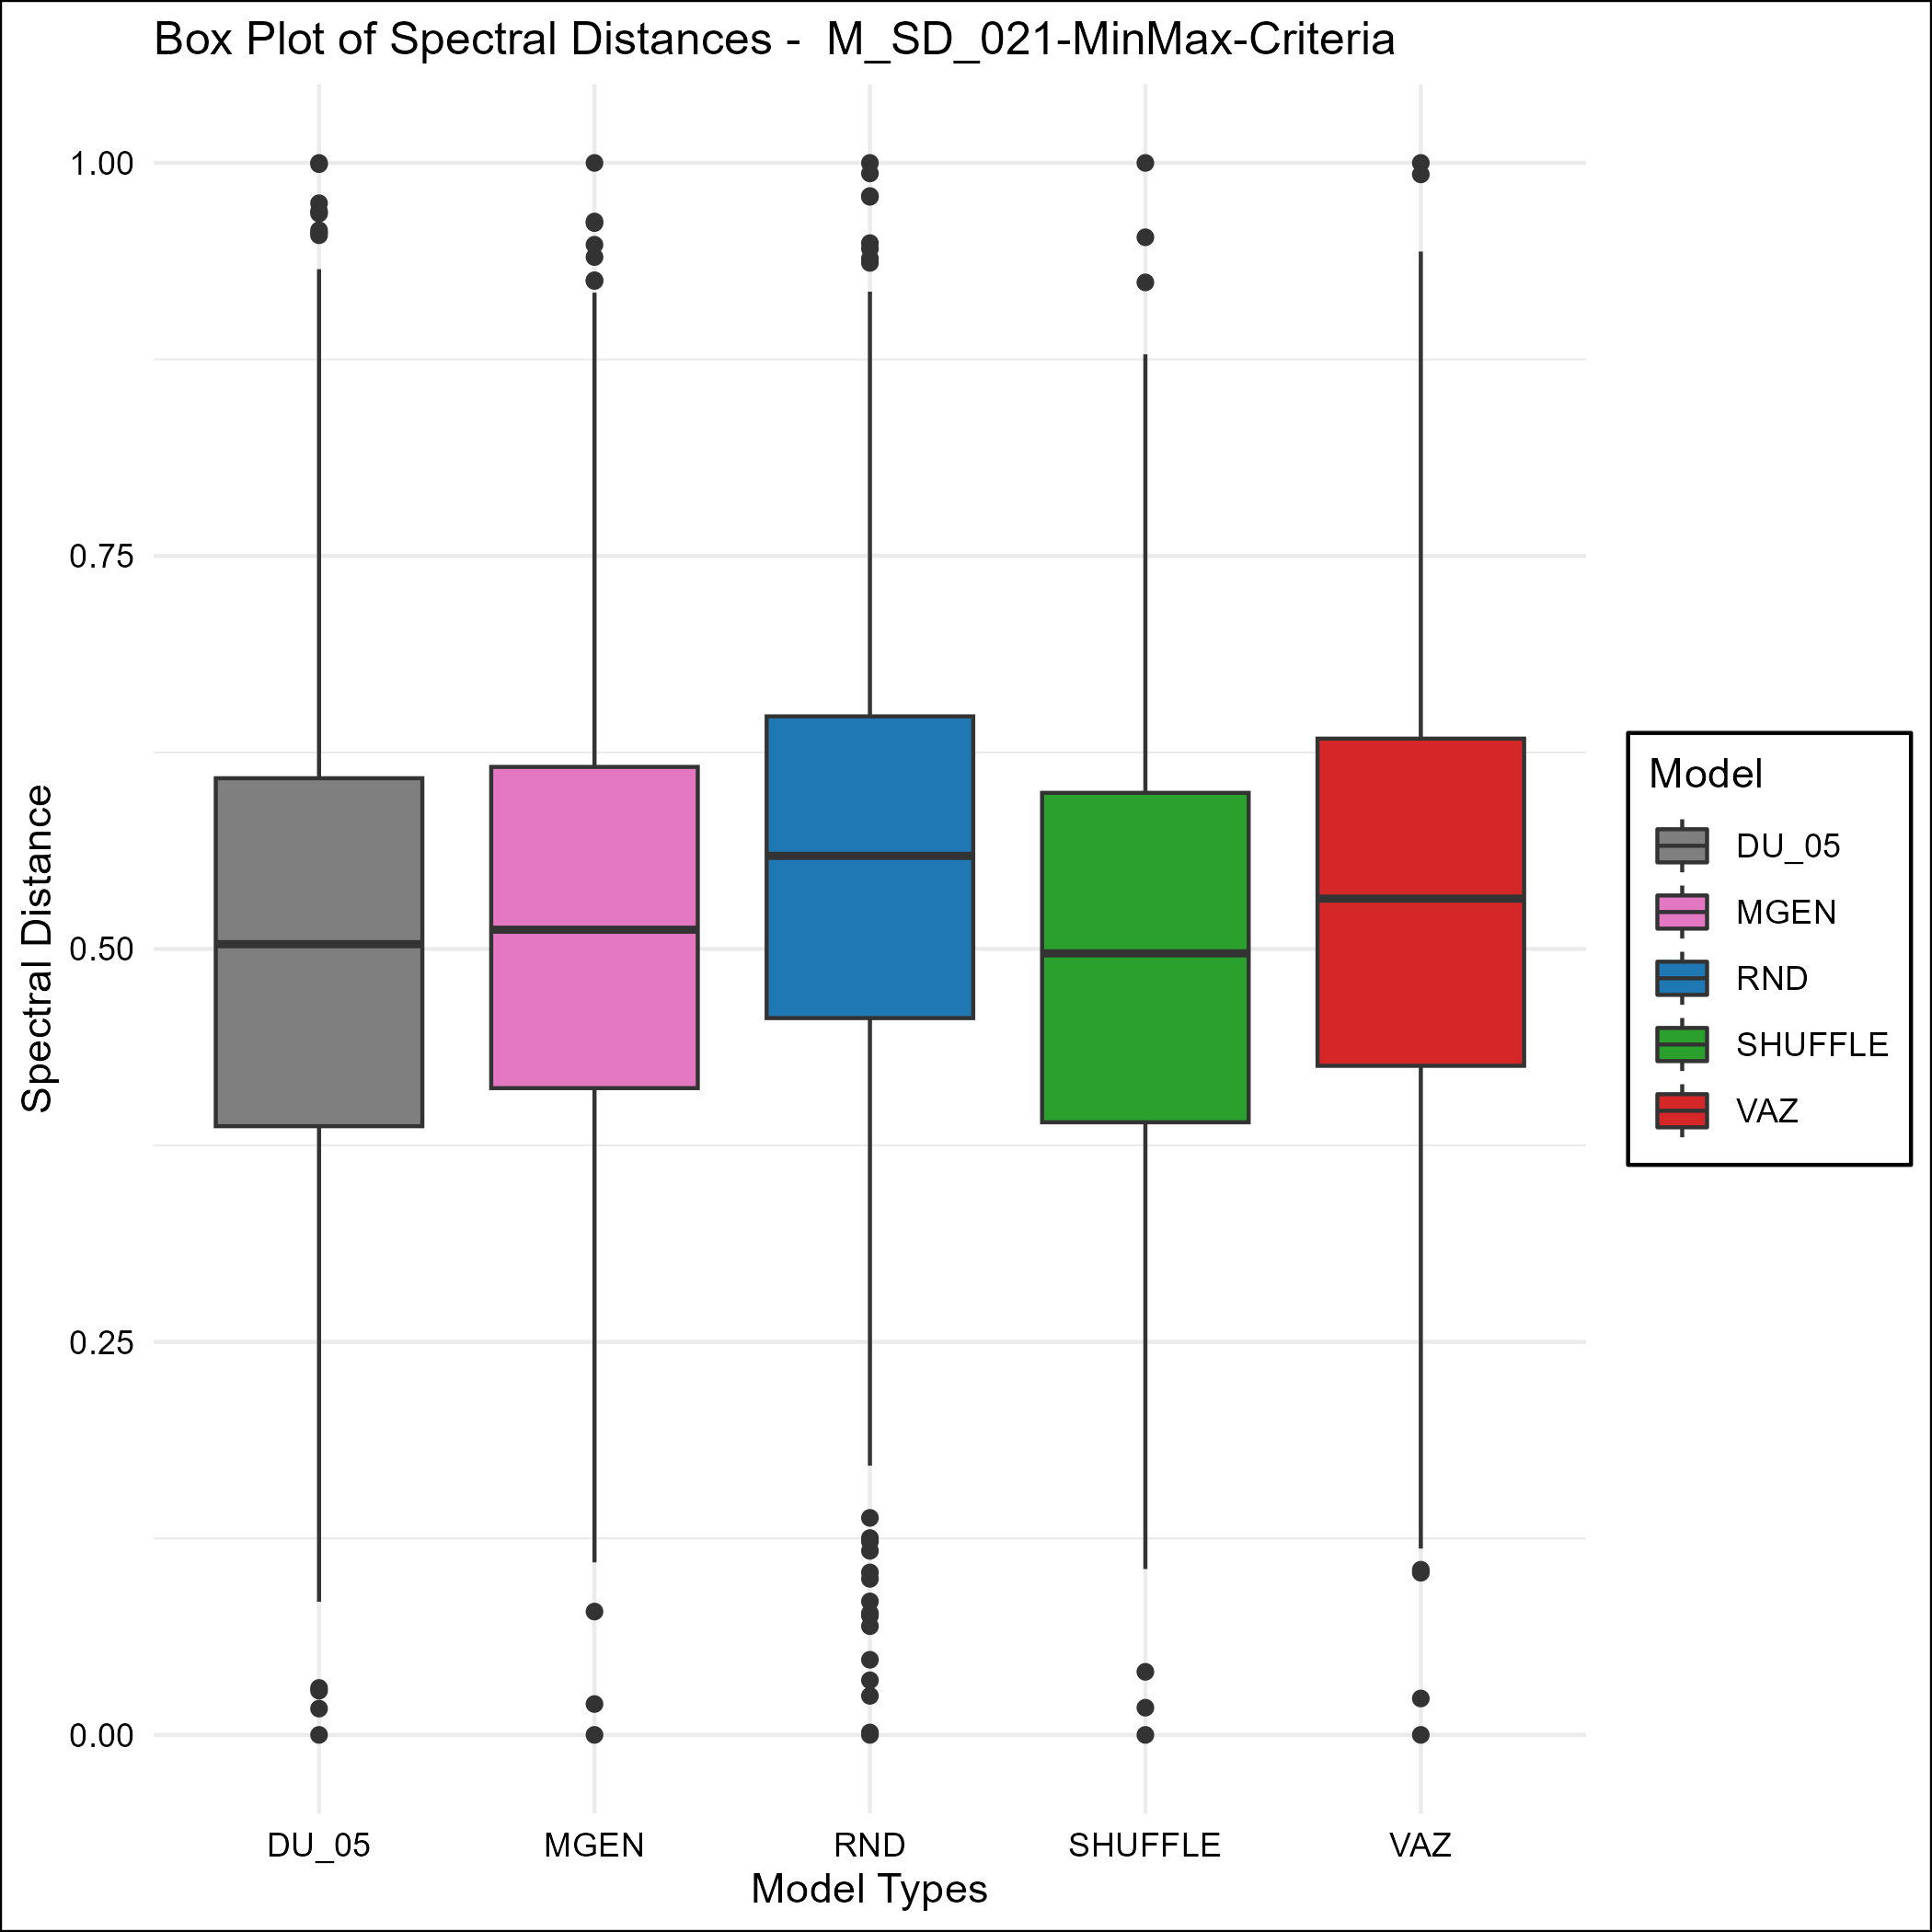 Box Plot of Spectral Distances -  M_SD_021-MinMax-Criteria
Spectral Distance
1.00
0.75
0.50
0.25
0.00
DU_05
MGEN
RND
SHUFFLE
VAZ
Model Types
Model
DU_05
MGEN
RND
SHUFFLE
VAZ